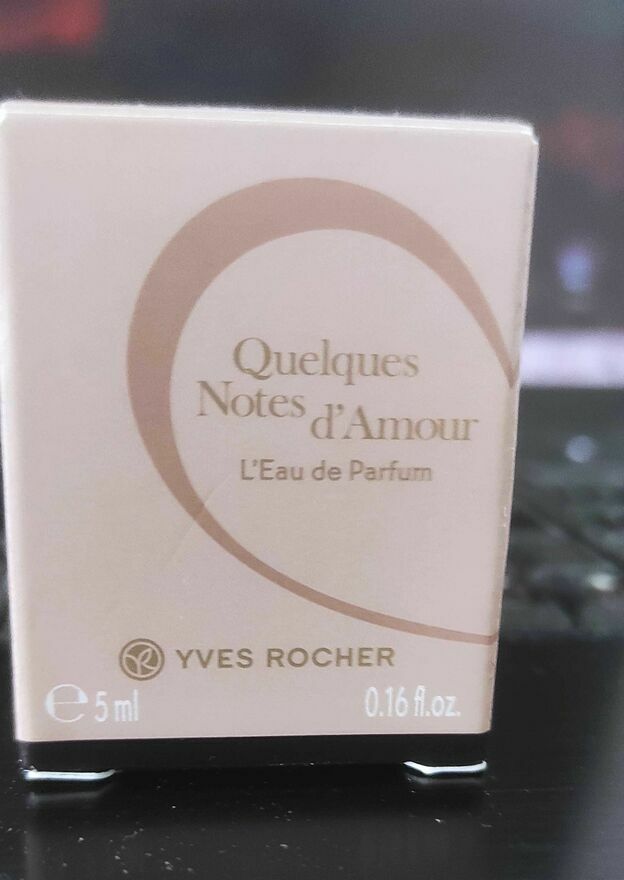 Quelques
Notes d'Amour
L'Eau de Parfum
YVES ROCHER
℮ 5 ml 0.16 fl.oz.